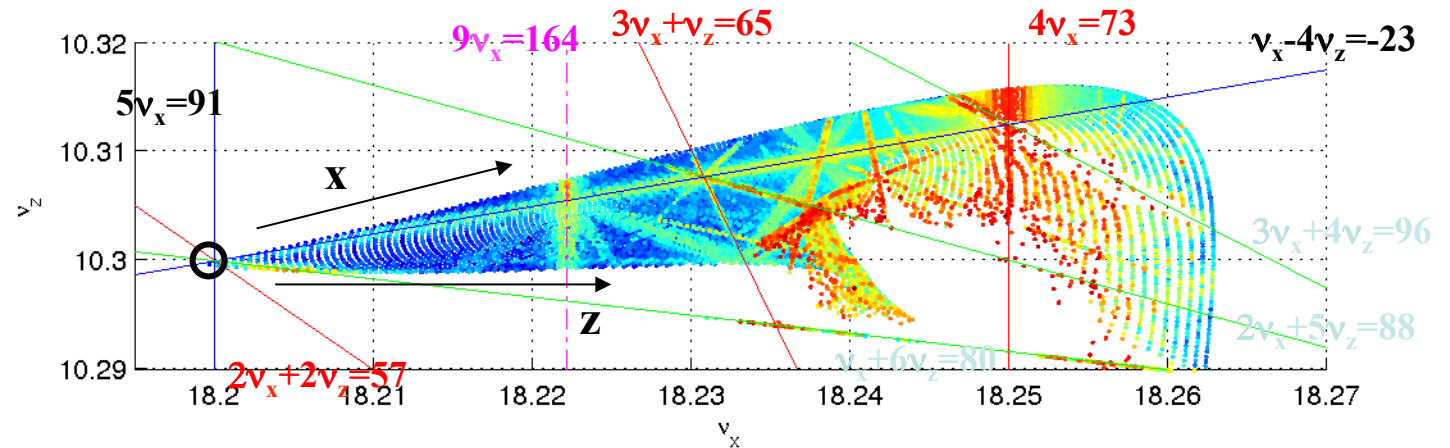 9νx=164
3νx+νz=65
4νx=73
νx-4νz=-23
10.32
5νx=91
10.31
x
νz
10.3
3νx+4νz=96
z
2νx+5νz=88
νx+6νz=80
10.29
2νx+2νz=57
18.2
18.21
18.22
18.23
18.24
18.25
18.26
18.27
νx